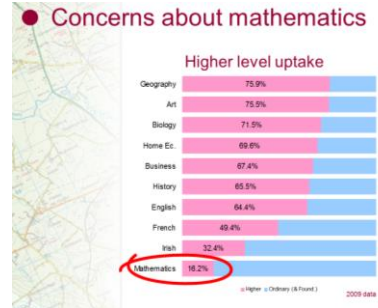 Concerns about mathematics
Higher level uptake
Geography 75.9%
Art 75.5%
Biology 71.5%
Home Ec. 69.6%
Business 67.4%
History 65.5%
English 64.4%
French 49.4%
Irish 32.4%
Mathematics 16.2%
Higher Ordinary (& Found.)
2009 data